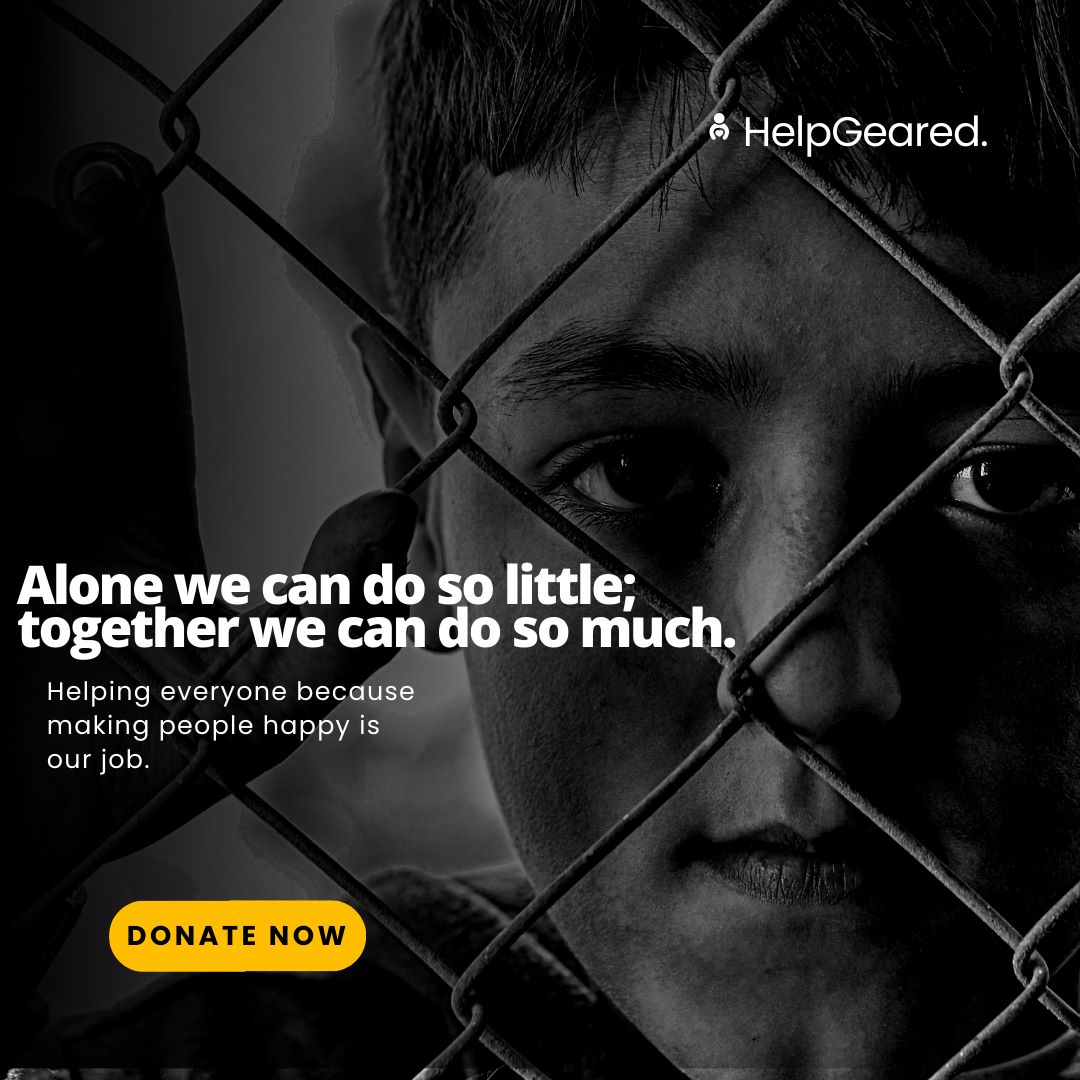 HelpGeared.
Alone we can do so little;
together we can do so much.
Helping everyone because
making people happy is
our job.
DONATE NOW